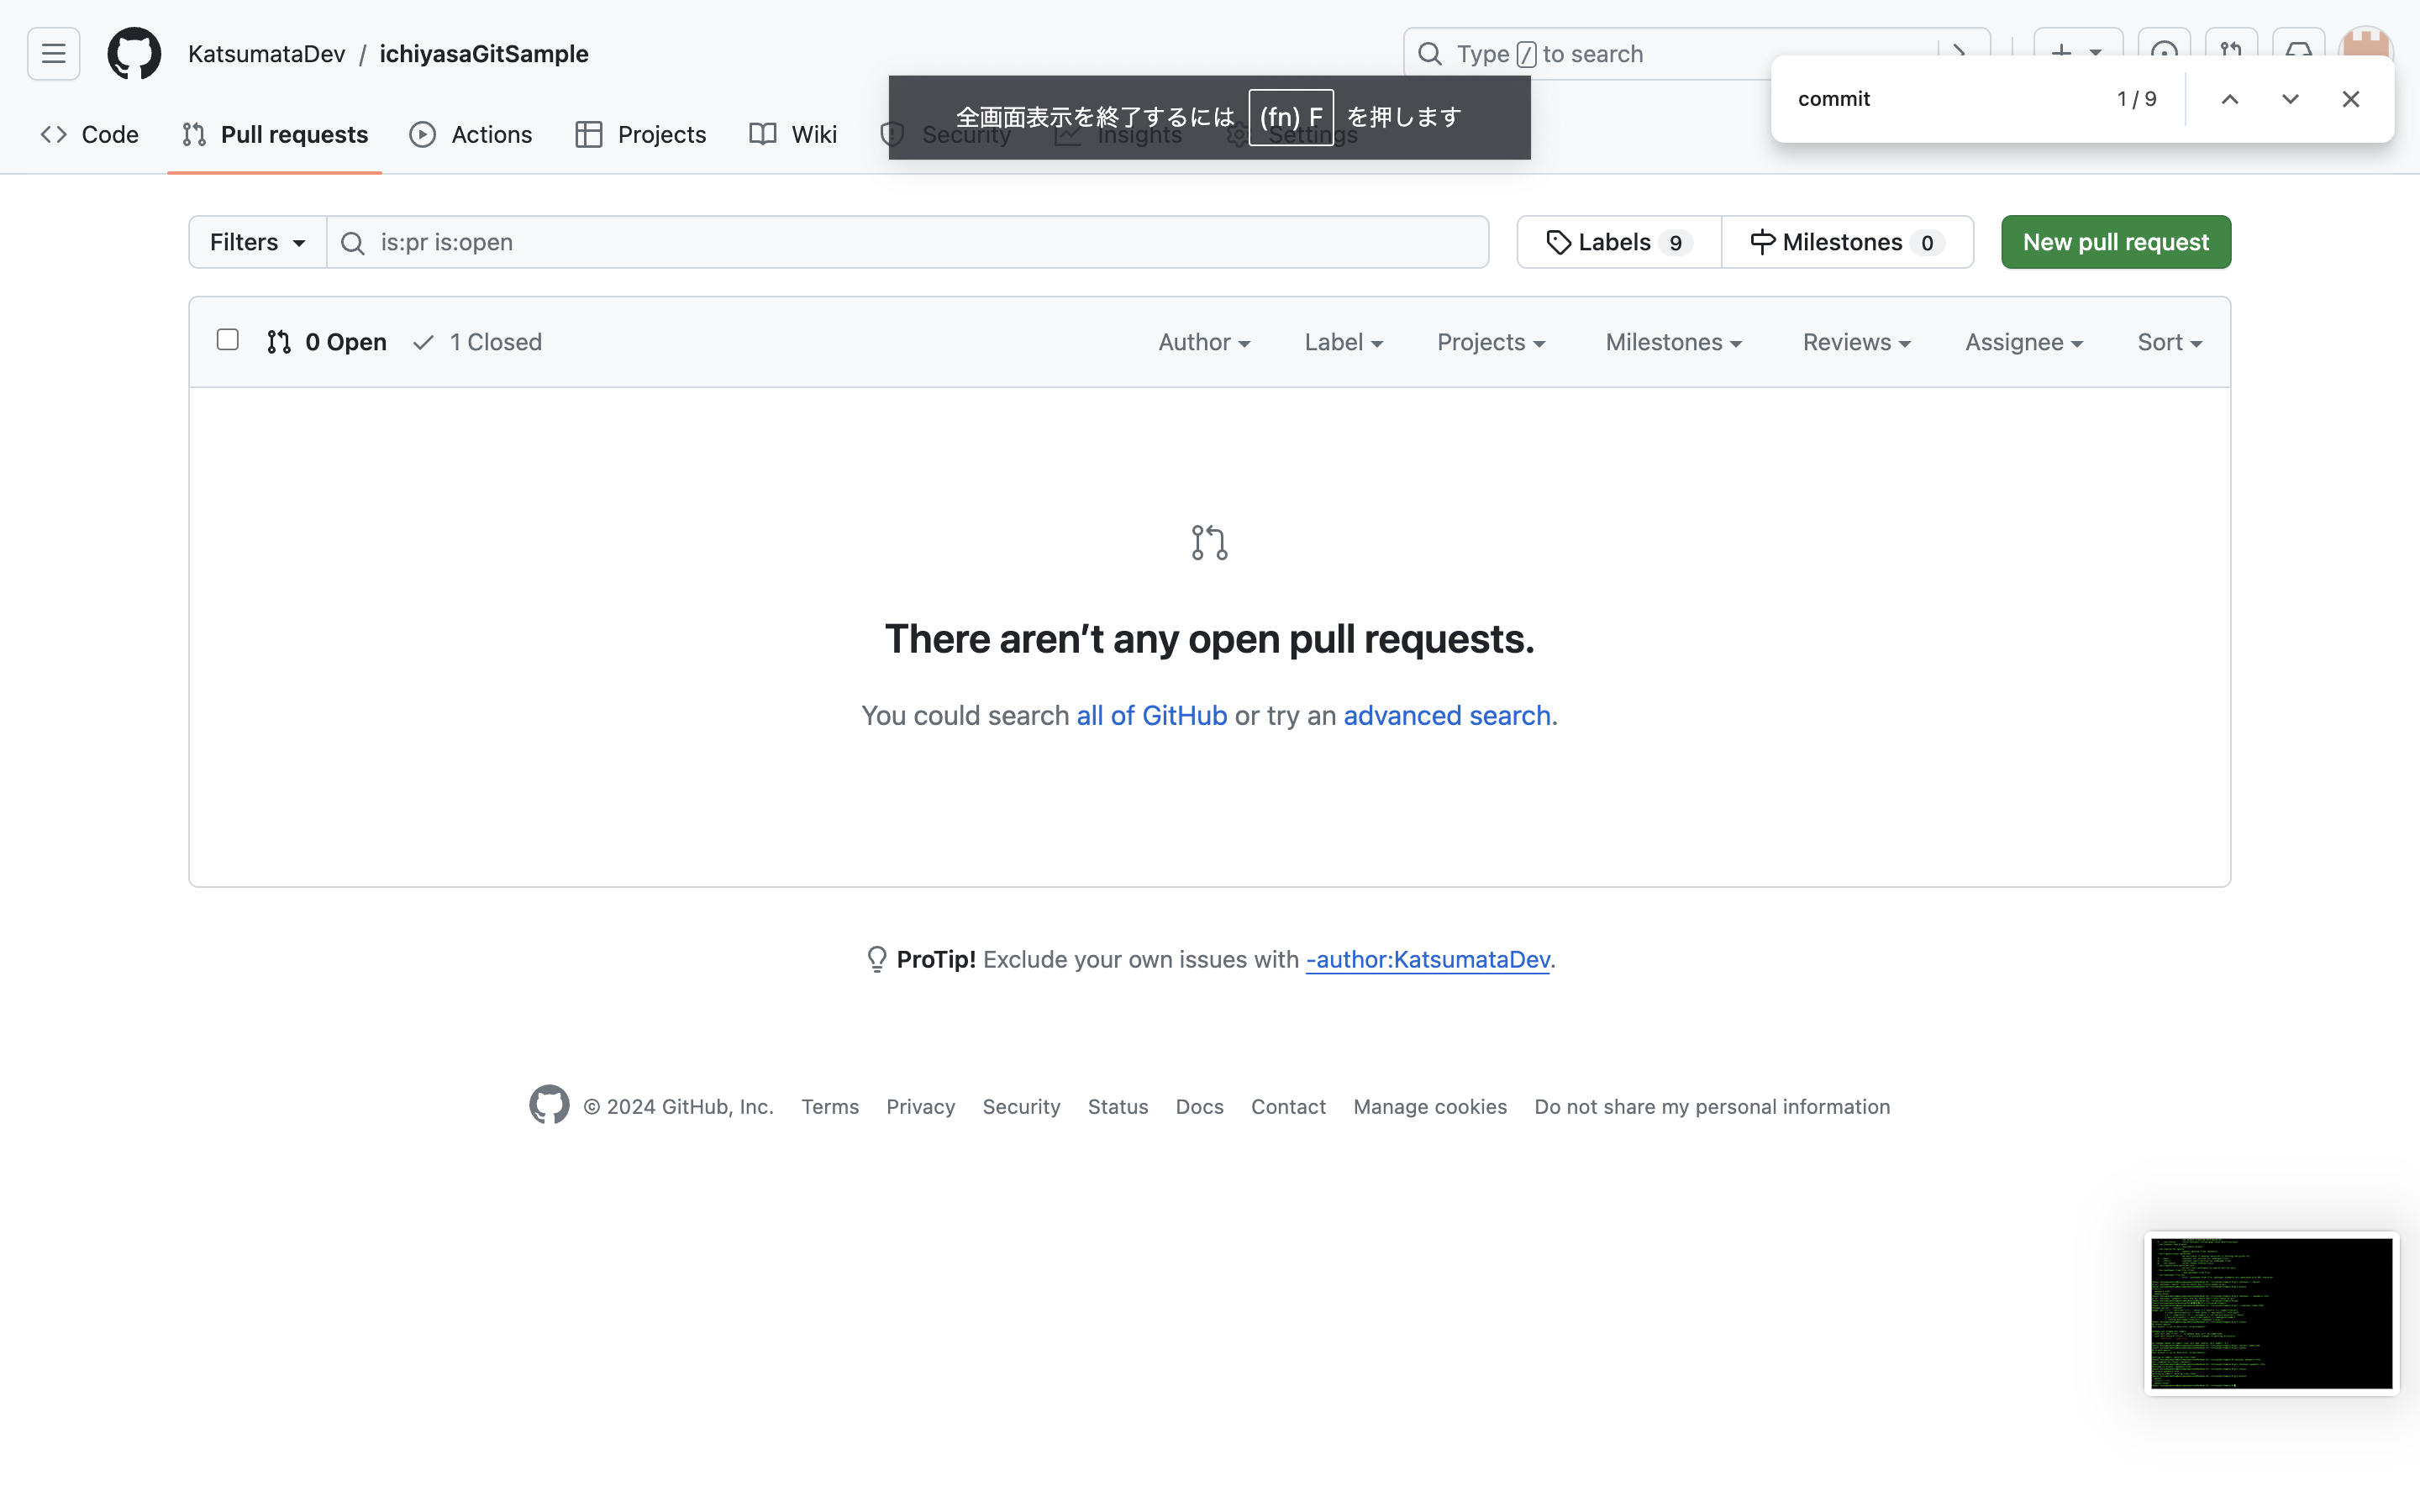 KatsumataDev / ichiyasaGitSample
Type / to search
commit 1 / 9
全画面表示を終了するには (fn) F を押します
Code Pull requests Actions Projects Wiki Security Insights Settings
Filters is:pr is:open Labels 9 Milestones 0 New pull request
0 Open 1 Closed Author Label Projects Milestones Reviews Assignee Sort
There aren’t any open pull requests.
You could search all of GitHub or try an advanced search.
ProTip! Exclude your own issues with -author:KatsumataDev.
© 2024 GitHub, Inc. Terms Privacy Security Status Docs Contact Manage cookies Do not share my personal information